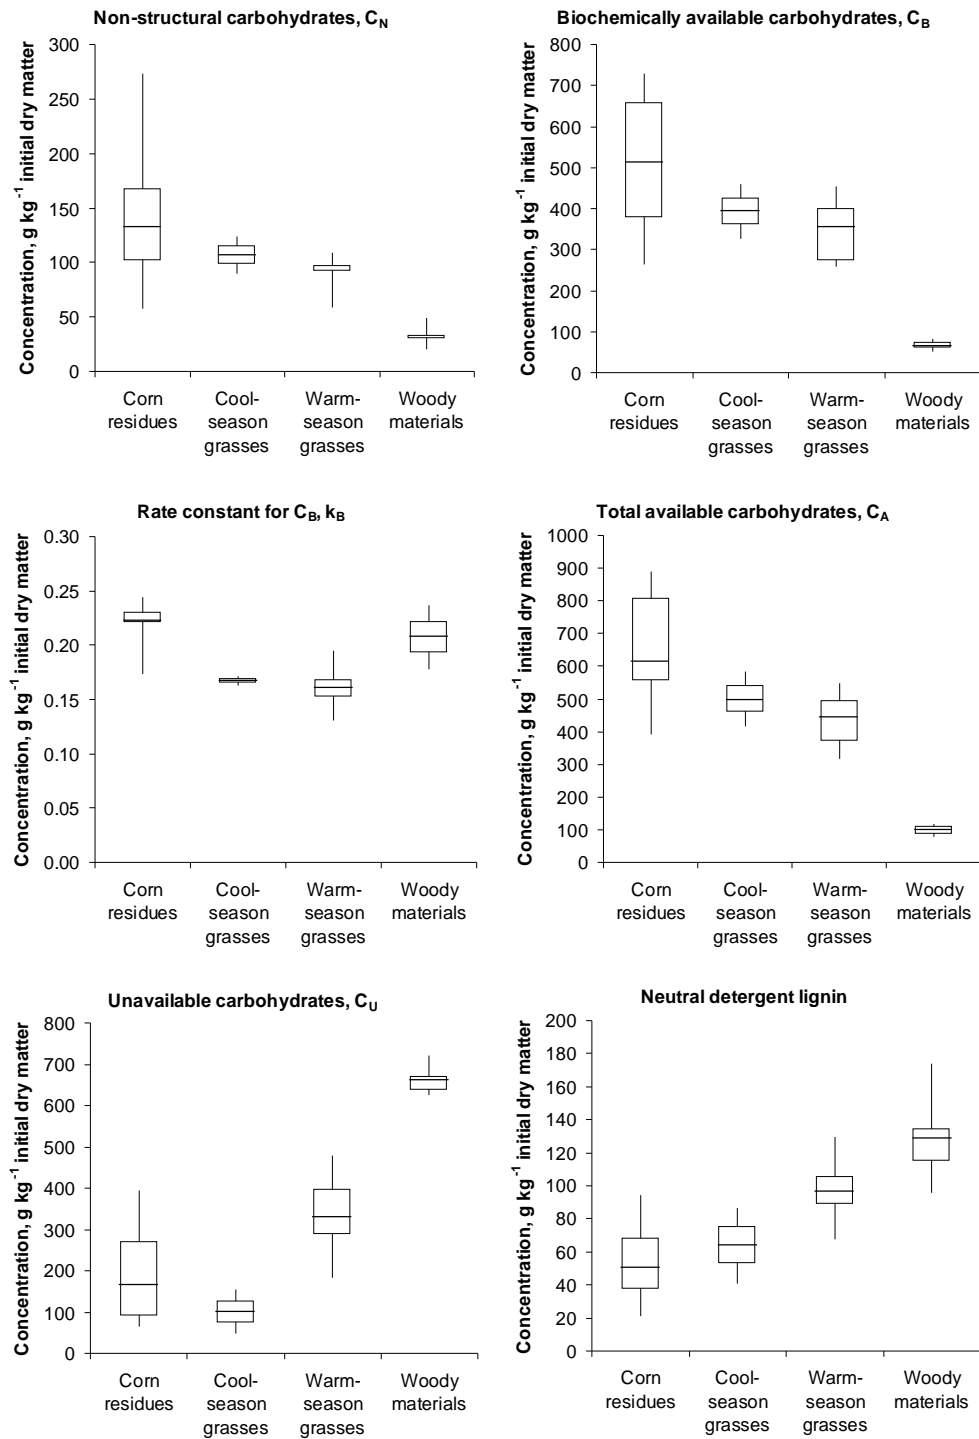 Non-structural carbohydrates, C_N
Concentration, g kg⁻¹ initial dry matter
300
250
200
150
100
50
0
Corn residues
Cool-season grasses
Warm-season grasses
Woody materials
Biochemically available carbohydrates, C_B
Concentration, g kg⁻¹ initial dry matter
800
700
600
500
400
300
200
100
0
Corn residues
Cool-season grasses
Warm-season grasses
Woody materials
Rate constant for C_B, k_B
Concentration, g kg⁻¹ initial dry matter
0.30
0.25
0.20
0.15
0.10
0.05
0.00
Corn residues
Cool-season grasses
Warm-season grasses
Woody materials
Total available carbohydrates, C_A
Concentration, g kg⁻¹ initial dry matter
1000
900
800
700
600
500
400
300
200
100
0
Corn residues
Cool-season grasses
Warm-season grasses
Woody materials
Unavailable carbohydrates, C_U
Concentration, g kg⁻¹ initial dry matter
800
700
600
500
400
300
200
100
0
Corn residues
Cool-season grasses
Warm-season grasses
Woody materials
Neutral detergent lignin
Concentration, g kg⁻¹ initial dry matter
200
180
160
140
120
100
80
60
40
20
0
Corn residues
Cool-season grasses
Warm-season grasses
Woody materials